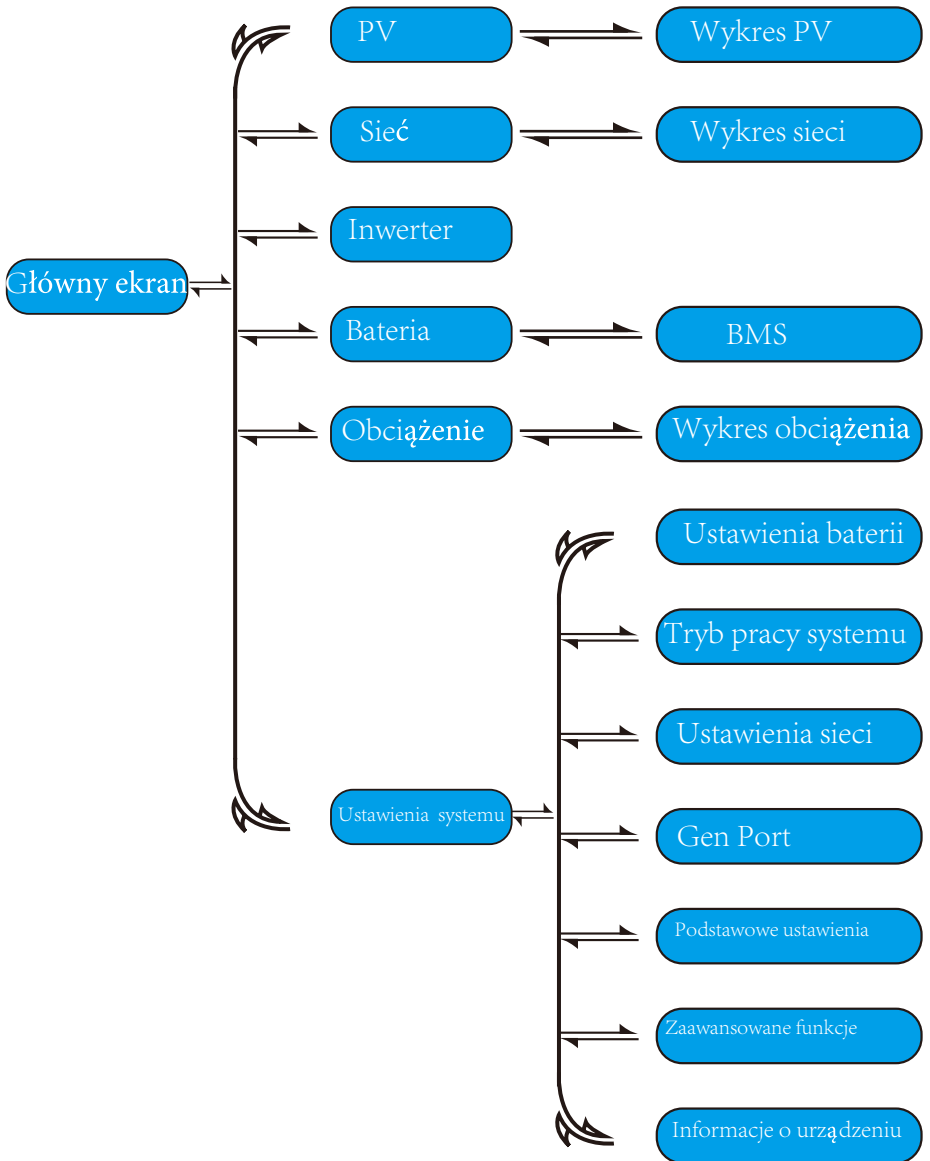 PV
Wykres PV
Sieć
Wykres sieci
Inwerter
Główny ekran
Bateria
BMS
Obciążenie
Wykres obciążenia
Ustawienia baterii
Tryb pracy systemu
Ustawienia sieci
Ustawienia systemu
Gen Port
Podstawowe ustawienia
Zaawansowane funkcje
Informacje o urządzeniu